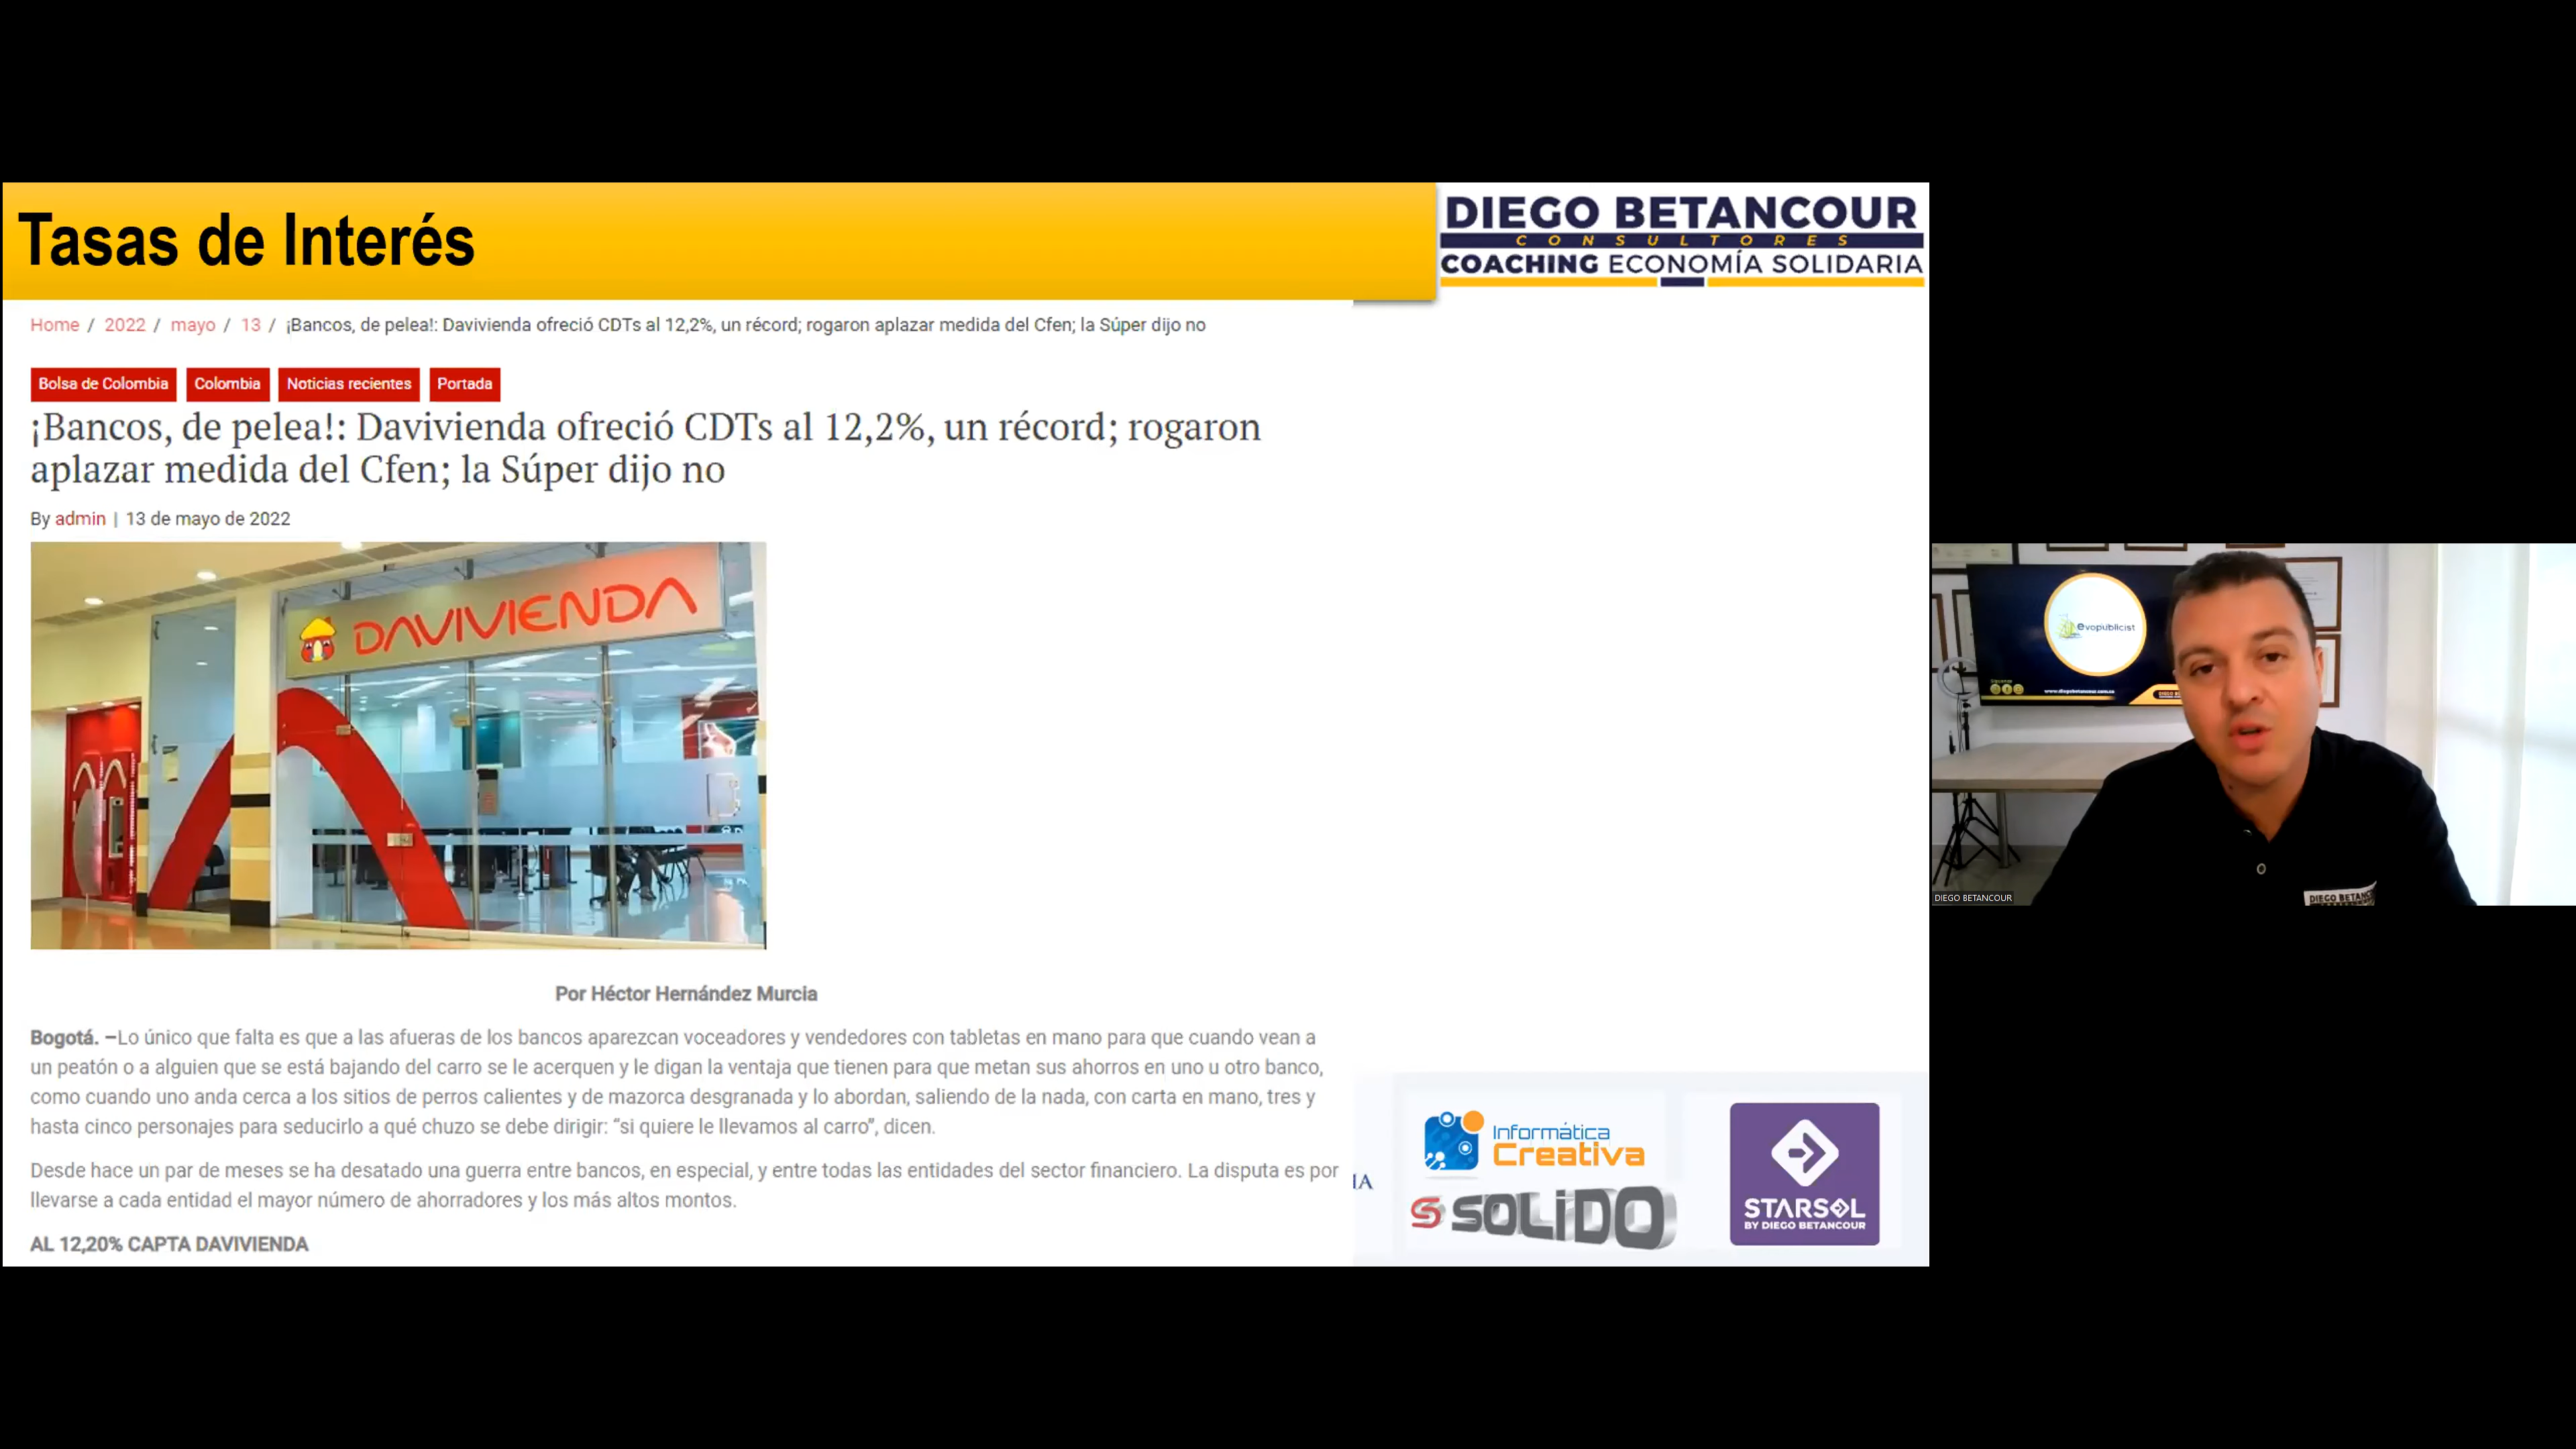 Tasas de Interés
DIEGO BETANCOUR
CONSULTORES
COACHING ECONOMÍA SOLIDARIA
Home / 2022 / mayo / 13 / ¡Bancos, de pelea!: Davivienda ofreció CDTs al 12,2%, un récord; rogaron aplazar medida del Cfen; la Súper dijo no
Bolsa de Colombia Colombia Noticias recientes Portada
¡Bancos, de pelea!: Davivienda ofreció CDTs al 12,2%, un récord; rogaron
aplazar medida del Cfen; la Súper dijo no
By admin | 13 de mayo de 2022
DAVIVIENDA
Por Héctor Hernández Murcia
Bogotá. –Lo único que falta es que a las afueras de los bancos aparezcan voceadores y vendedores con tabletas en mano para que cuando vean a
un peatón o a alguien que se está bajando del carro se le acerquen y le digan la ventaja que tienen para que metan sus ahorros en uno u otro banco,
como cuando uno anda cerca a los sitios de perros calientes y de mazorca desgranada y lo abordan, saliendo de la nada, con carta en mano, tres y
hasta cinco personajes para seducirlo a qué chuzo se debe dirigir: “si quiere le llevamos al carro”, dicen.
Desde hace un par de meses se ha desatado una guerra entre bancos, en especial, y entre todas las entidades del sector financiero. La disputa es por
llevarse a cada entidad el mayor número de ahorradores y los más altos montos.
AL 12,20% CAPTA DAVIVIENDA
IA
Informática
Creativa
S SOLiDO
STARSOL
BY DIEGO BETANCOUR
evopublicist
www.diegobetancour.com.co
DIEGO BETANCOUR
DIEGO BETANC